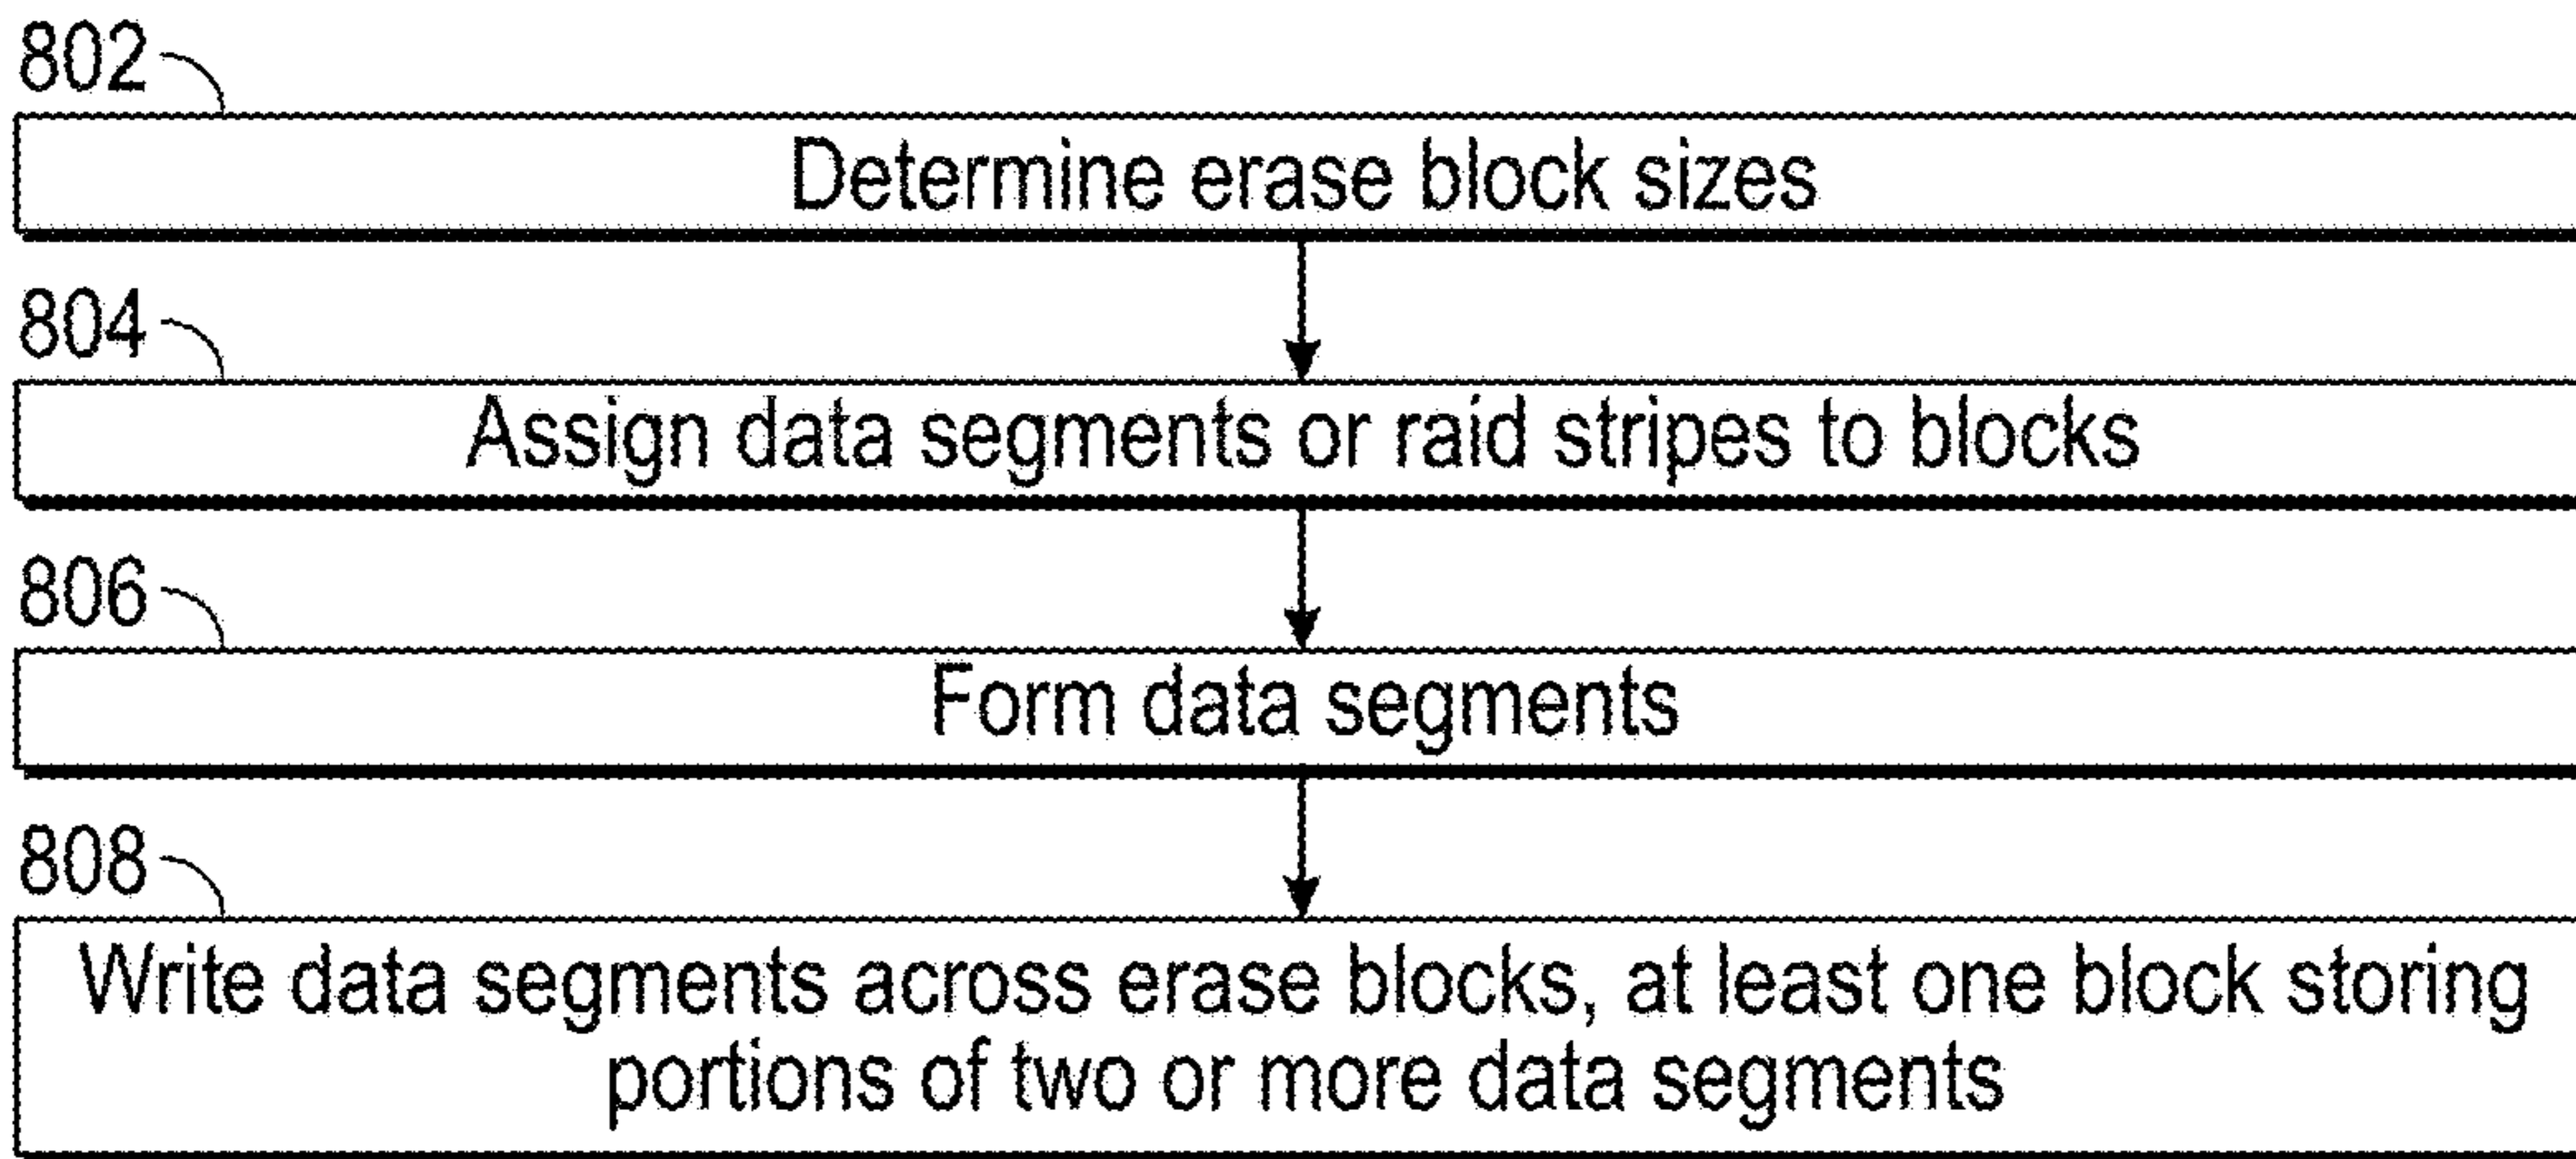 802
Determine erase block sizes
804
Assign data segments or raid stripes to blocks
806
Form data segments
808
Write data segments across erase blocks, at least one block storing
portions of two or more data segments